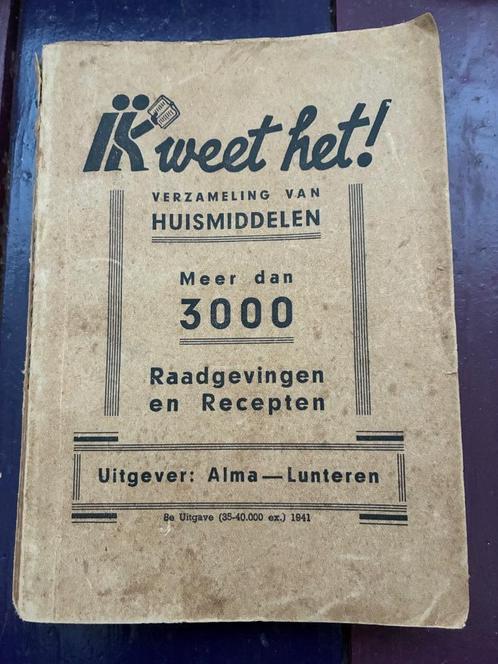 Ik weet het!
VERZAMELING VAN
HUISMIDDELEN
Meer dan
3000
Raadgevingen
en Recepten
Uitgever: Alma—Lunteren
8e Uitgave (35-40.000 ex.) 1941